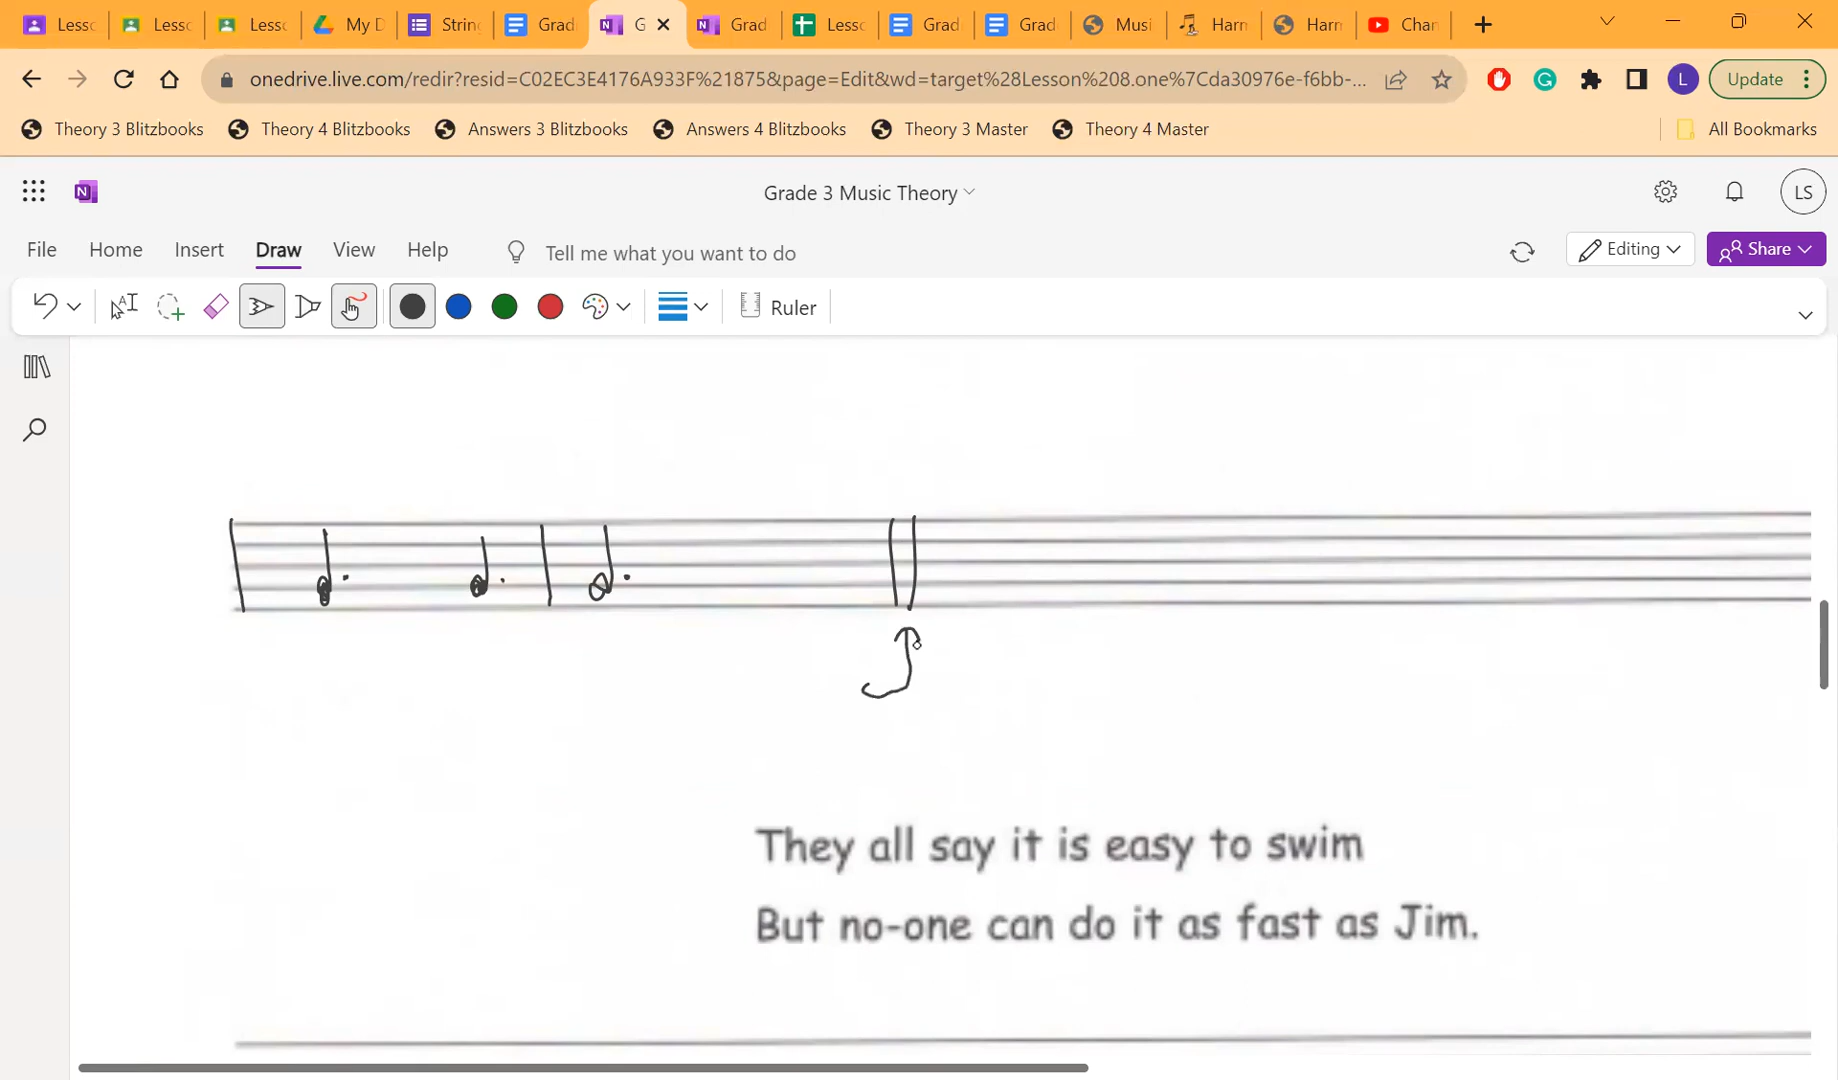 Lesso
Lesso
Lesso
My D
String
Grad
G
Grad
Lesso
Grad
Grad
Musi
Harm
Harm
Chan
onedrive.live.com/redir?resid=C02EC3E4176A933F%21875&page=Edit&wd=target%28Lesson%208.one%7Cda30976e-f6bb-...
L
Update
Theory 3 Blitzbooks
Theory 4 Blitzbooks
Answers 3 Blitzbooks
Answers 4 Blitzbooks
Theory 3 Master
Theory 4 Master
All Bookmarks
N
Grade 3 Music Theory
LS
File
Home
Insert
Draw
View
Help
Tell me what you want to do
Editing
Share
Ruler
They all say it is easy to swim
But no-one can do it as fast as Jim.